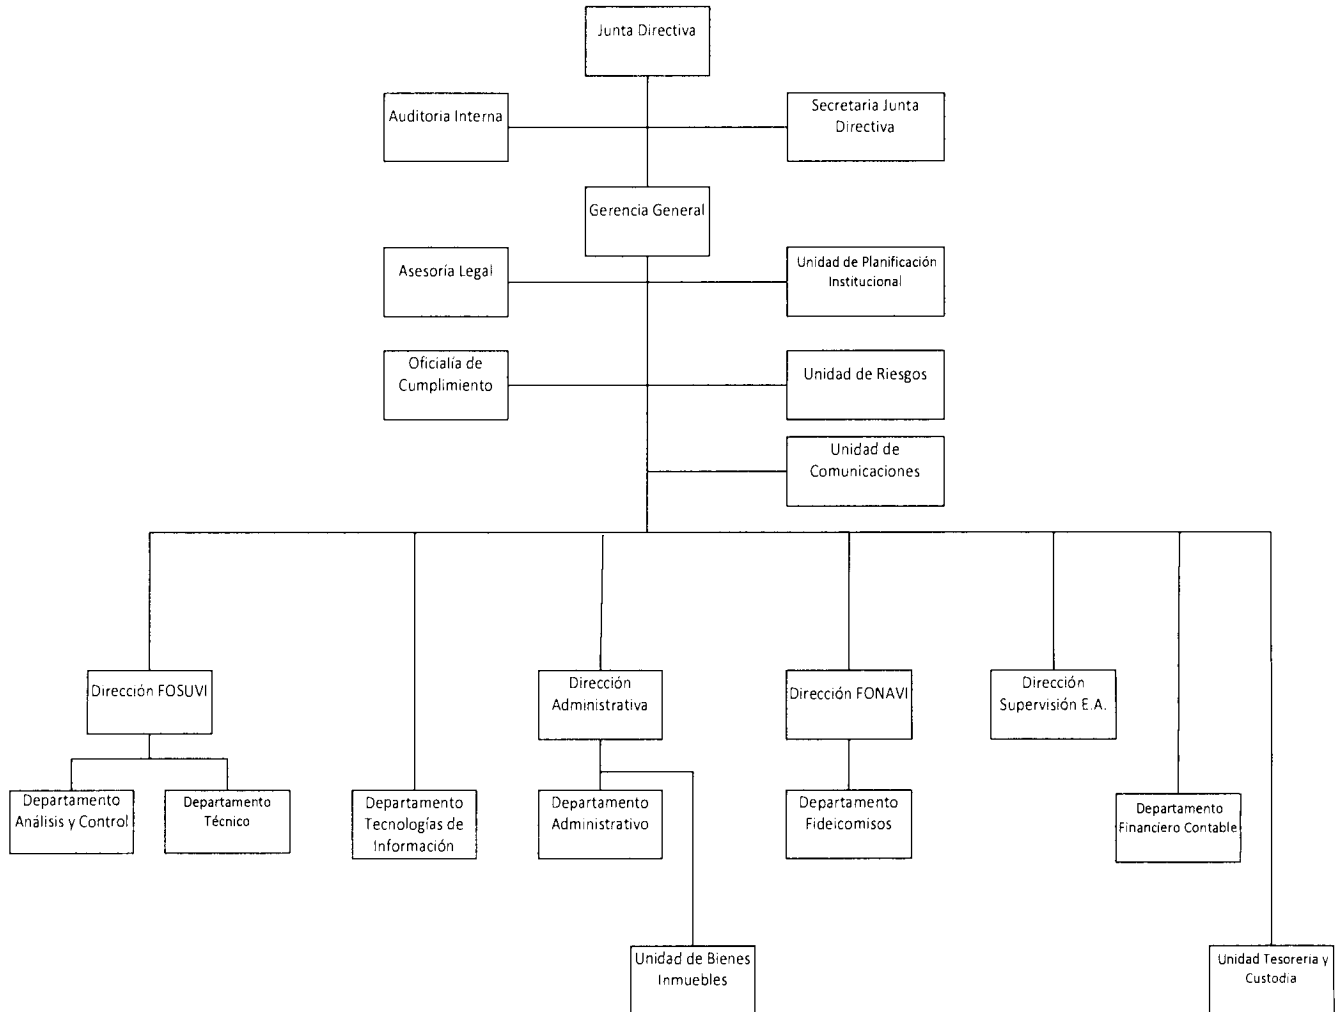 Junta Directiva
Auditoria Interna
Secretaria Junta
Directiva
Gerencia General
Asesoría Legal
Unidad de Planificación
Institucional
Oficialía de
Cumplimiento
Unidad de Riesgos
Unidad de
Comunicaciones
Dirección FOSUVI
Dirección
Administrativa
Dirección FONAVI
Dirección
Supervisión E.A.
Departamento
Análisis y Control
Departamento
Técnico
Departamento
Tecnologías de
Información
Departamento
Administrativo
Departamento
Fideicomisos
Departamento
Financiero Contable
Unidad de Bienes
Inmuebles
Unidad Tesoreria y
Custodia